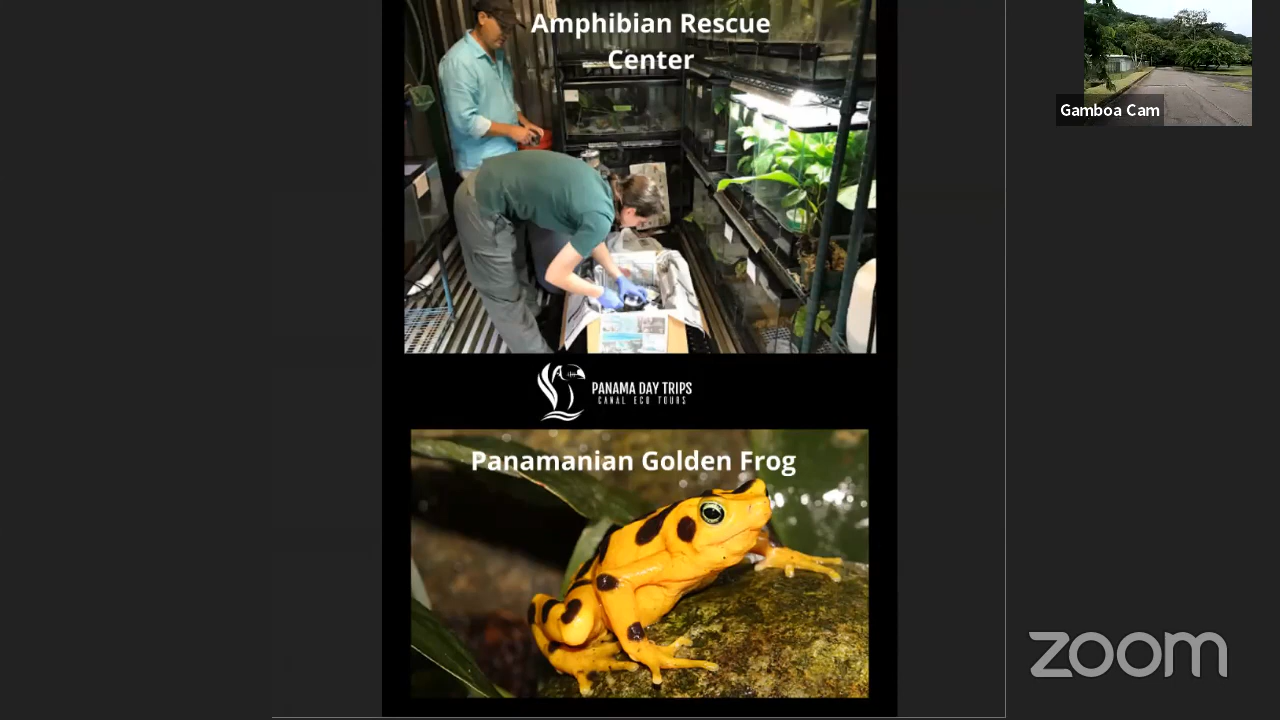 Amphibian Rescue
Center
Gamboa Cam
PANAMA DAY TRIPS
CANAL ECO TOURS
Panamanian Golden Frog
zoom